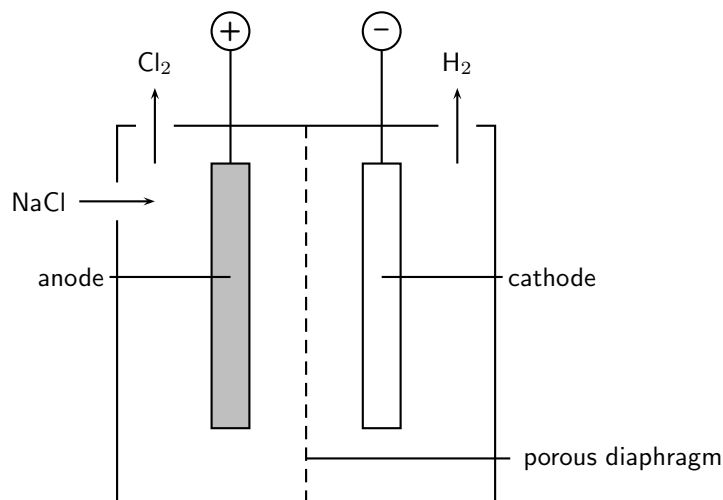 +
−
Cl₂
H₂
NaCl
anode
cathode
porous diaphragm